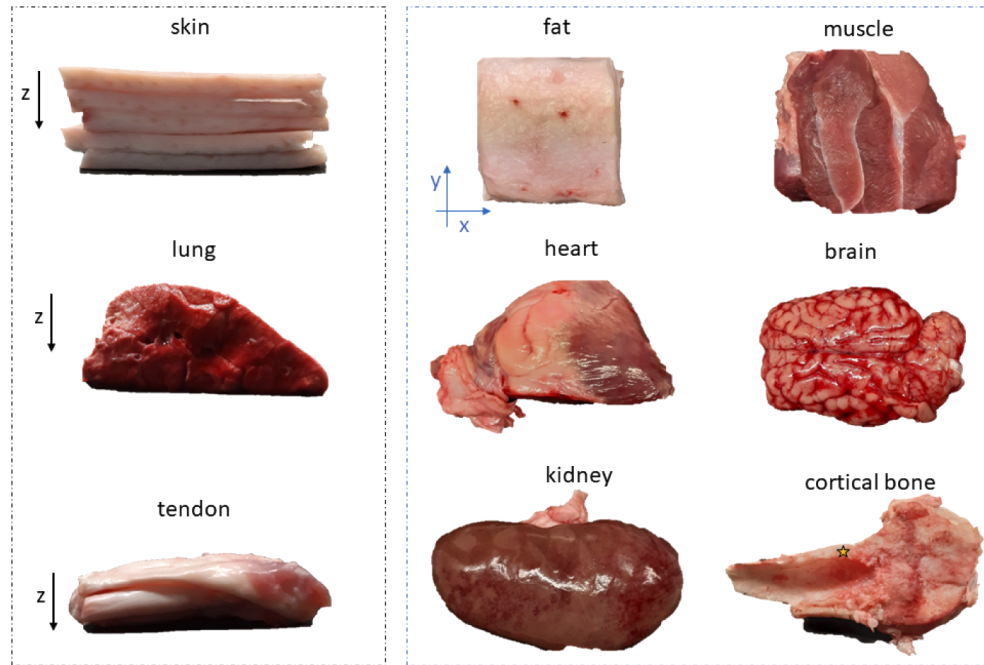 skin
z
lung
z
tendon
z
fat
muscle
y
x
heart
brain
kidney
cortical bone